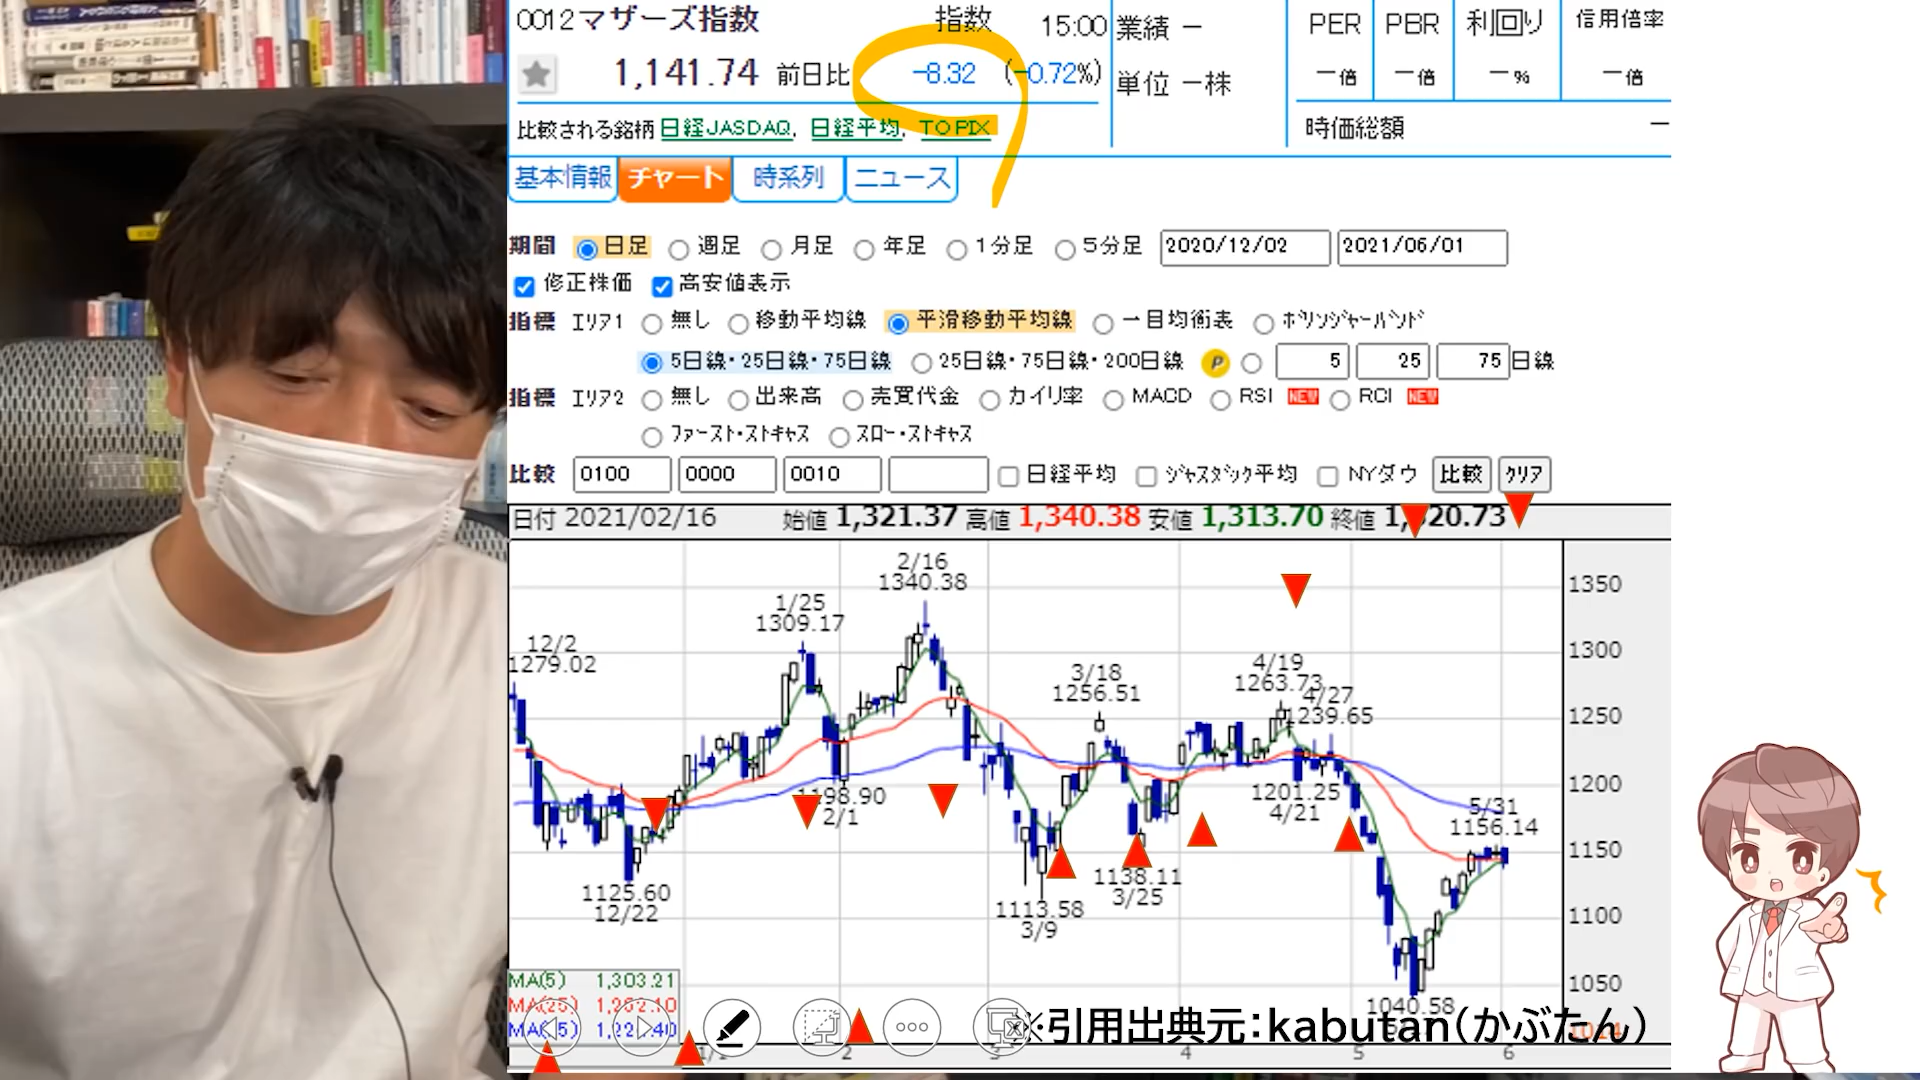 0012マザーズ指数 指数 15:00
業績 －
PER PBR 利回り 信用倍率
1,141.74 前日比 -8.32 (-0.72%)
単位 －株
－倍 －倍 －% －倍
比較される銘柄 日経JASDAQ, 日経平均, TOPIX
時価総額 －
基本情報 チャート 時系列 ニュース
期間 日足 週足 月足 年足 1分足 5分足 2020/12/02 2021/06/01
修正株価 高安値表示
指標 エリア1 無し 移動平均線 平滑移動平均線 一目均衡表 ボリンジャーバンド
5日線・25日線・75日線 25日線・75日線・200日線 P 5 25 75 日線
指標 エリア2 無し 出来高 売買代金 カイリ率 MACD RSI NEW RCI NEW
ファースト・ストキャス スロー・ストキャス
比較 0100 0000 0010 日経平均 ジャスダック平均 NYダウ 比較 クリア
日付 2021/02/16 始値 1,321.37 高値 1,340.38 安値 1,313.70 終値 1,320.73
2/16
1340.38
1350
1/25
1309.17
12/2
1279.02
1300
3/18
1256.51
4/19
1263.73
4/27
1239.65
1250
1198.90
2/1
1201.25
4/21
1200
5/31
1156.14
1150
1125.60
12/22
1138.11
3/25
1113.58
3/9
1100
1050
1040.58
MA(5) 1,303.21
MA(25)
※引用出典元：kabutan（かぶたん）
2 4 5 6